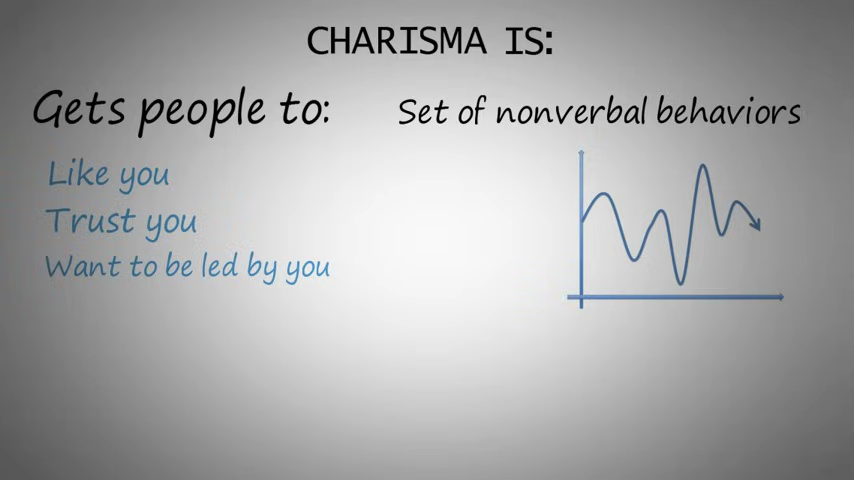 CHARISMA IS:
Gets people to:
Set of nonverbal behaviors
Like you
Trust you
Want to be led by you